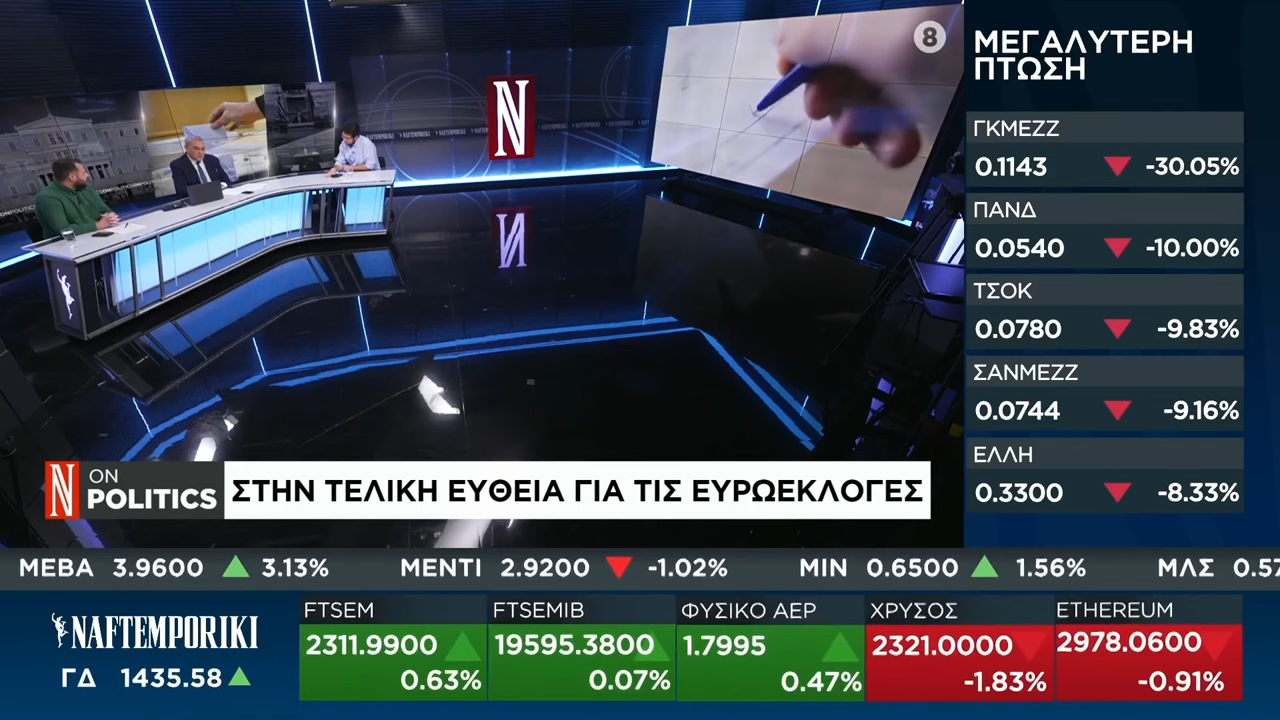 8
N
ΜΕΓΑΛΥΤΕΡΗ
ΠΤΩΣΗ
ΓΚΜΕΖΖ
0.1143 -30.05%
ΠΑΝΔ
0.0540 -10.00%
ΤΣΟΚ
0.0780 -9.83%
ΣΑΝΜΕΖΖ
0.0744 -9.16%
ΕΛΛΗ
0.3300 -8.33%
N ON
POLITICS
ΣΤΗΝ ΤΕΛΙΚΗ ΕΥΘΕΙΑ ΓΙΑ ΤΙΣ ΕΥΡΩΕΚΛΟΓΕΣ
ΜΕΒΑ 3.9600 3.13% ΜΕΝΤΙ 2.9200 -1.02% ΜΙΝ 0.6500 1.56% ΜΛΣ 0.57
NAFTEMPORIKI
ΓΔ 1435.58
FTSEM
2311.9900
0.63%
FTSEMIB
19595.3800
0.07%
ΦΥΣΙΚΟ ΑΕΡ
1.7995
0.47%
ΧΡΥΣΟΣ
2321.0000
-1.83%
ETHEREUM
2978.0600
-0.91%